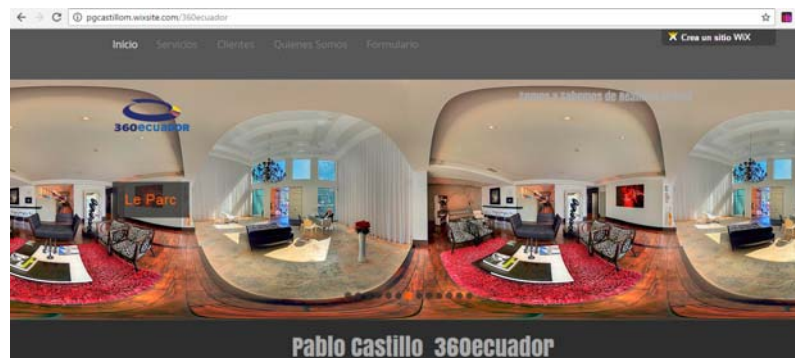 pgcastillom.wixsite.com/360ecuador
Inicio Servicios Clientes Quienes Somos Formulario
Crea un sitio WiX
360ecuador
Le Parc
Pablo Castillo 360ecuador